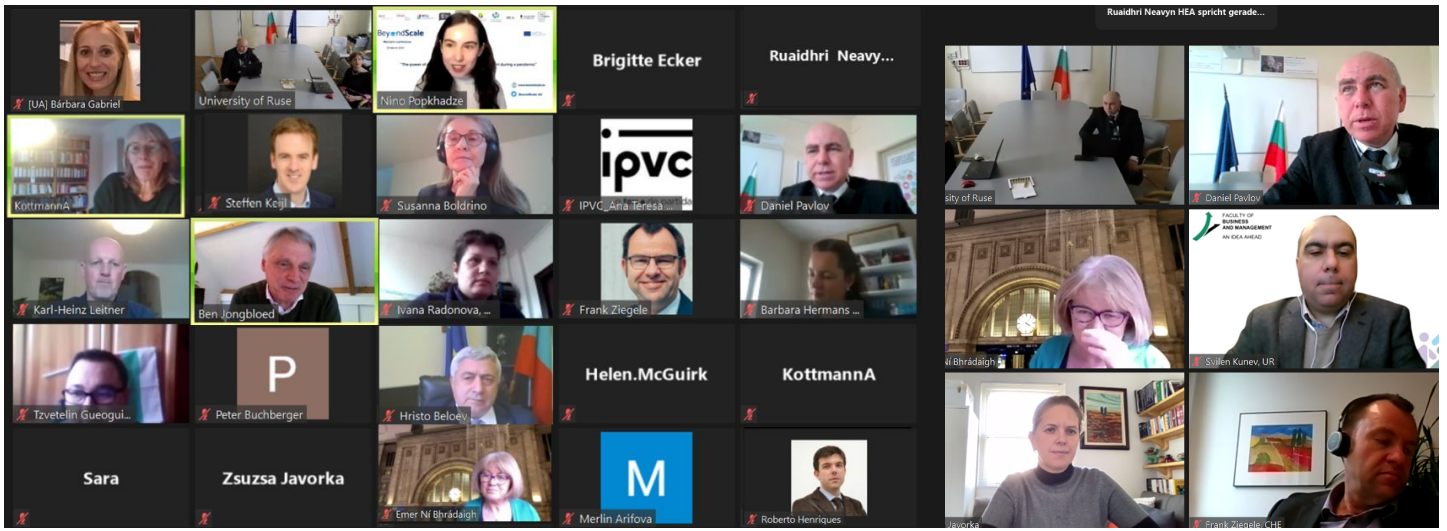 Ruaidhri Neavyn HEA spricht gerade...
[UA] Bárbara Gabriel
University of Ruse
BeyondScale
Nino Popkhadze
Brigitte Ecker
Ruaidhri Neavy...
KottmannA
Steffen Keijl
Susanna Boldrino
ipvc
IPVC_Ana Teresa ...
Daniel Pavlov
Karl-Heinz Leitner
Ben Jongbloed
Ivana Radonova, ...
Frank Ziegele
Barbara Hermans ...
Tzvetelin Gueogui...
P
Peter Buchberger
Hristo Beloev
Helen.McGuirk
KottmannA
Sara
Zsuzsa Javorka
Emer Ní Bhrádaigh
M
Merlin Arifova
Roberto Henriques
sity of Ruse
Daniel Pavlov
Ní Bhrádaigh
FACULTY OF
BUSINESS
AND MANAGEMENT
AN IDEA AHEAD
Svilen Kunev, UR
Javorka
Frank Ziegele, CHE